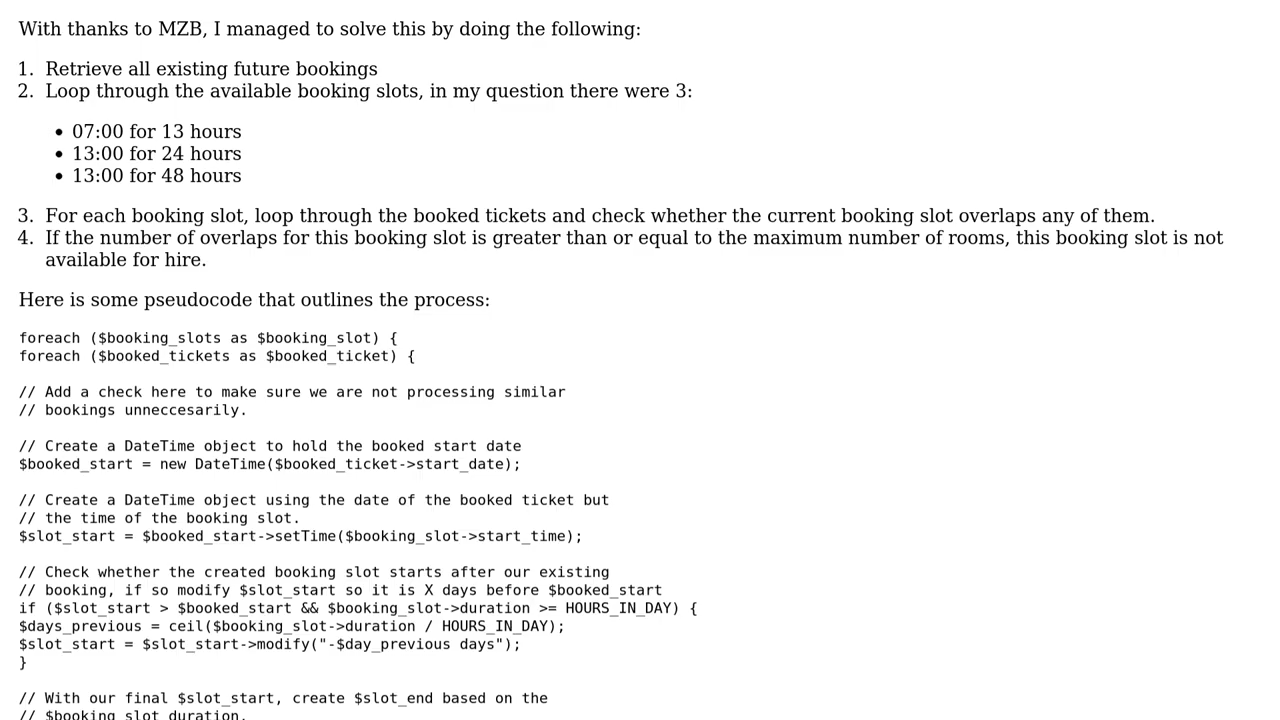 With thanks to MZB, I managed to solve this by doing the following:
1. Retrieve all existing future bookings
2. Loop through the available booking slots, in my question there were 3:
• 07:00 for 13 hours
• 13:00 for 24 hours
• 13:00 for 48 hours
3. For each booking slot, loop through the booked tickets and check whether the current booking slot overlaps any of them.
4. If the number of overlaps for this booking slot is greater than or equal to the maximum number of rooms, this booking slot is not
available for hire.
Here is some pseudocode that outlines the process:
foreach ($booking_slots as $booking_slot) {
foreach ($booked_tickets as $booked_ticket) {
// Add a check here to make sure we are not processing similar
// bookings unneccesarily.
// Create a DateTime object to hold the booked start date
$booked_start = new DateTime($booked_ticket->start_date);
// Create a DateTime object using the date of the booked ticket but
// the time of the booking slot.
$slot_start = $booked_start->setTime($booking_slot->start_time);
// Check whether the created booking slot starts after our existing
// booking, if so modify $slot_start so it is X days before $booked_start
if ($slot_start > $booked_start && $booking_slot->duration >= HOURS_IN_DAY) {
$days_previous = ceil($booking_slot->duration / HOURS_IN_DAY);
$slot_start = $slot_start->modify("-$day_previous days");
}
// With our final $slot_start, create $slot_end based on the
// $booking_slot duration.